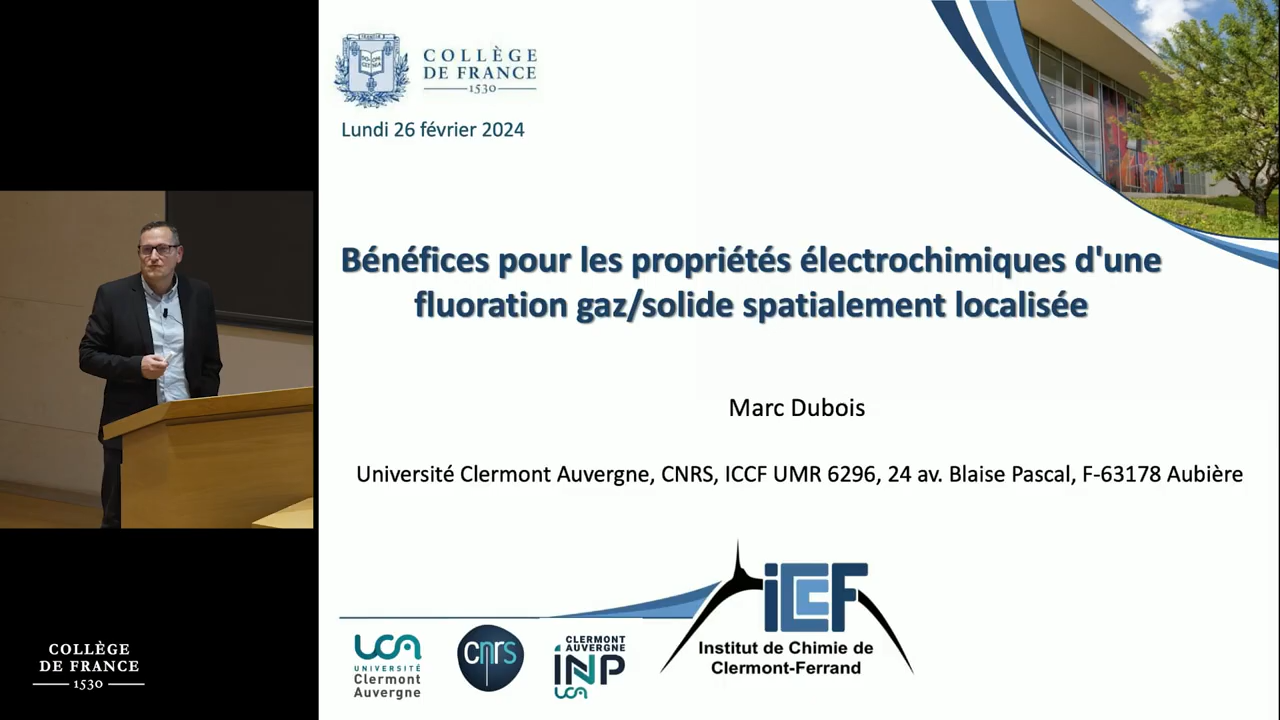 COLLÈGE
DE FRANCE
1530
Lundi 26 février 2024
Bénéfices pour les propriétés électrochimiques d'une
fluoration gaz/solide spatialement localisée
Marc Dubois
Université Clermont Auvergne, CNRS, ICCF UMR 6296, 24 av. Blaise Pascal, F-63178 Aubière
iCCF
Institut de Chimie de
Clermont-Ferrand
UCA
UNIVERSITÉ
Clermont
Auvergne
cnrs
CLERMONT
AUVERGNE
INP
UCA
COLLÈGE
DE FRANCE
1530